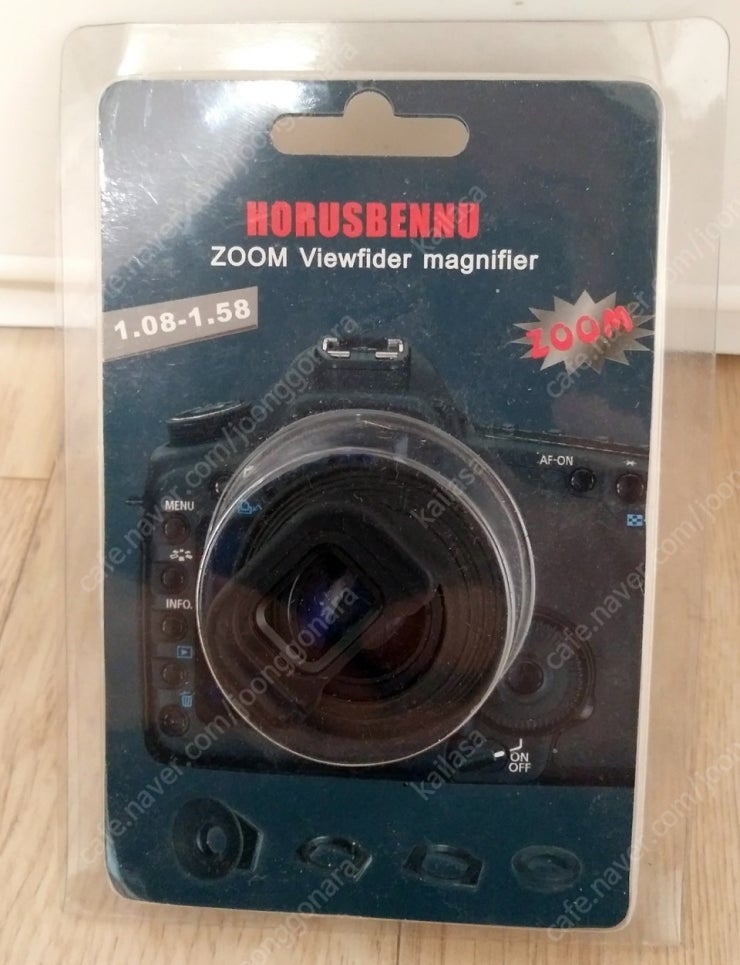 HORUSBENNU
ZOOM Viewfider magnifier
1.08-1.58
ZOOM
AF-ON
MENU
INFO.
ON
OFF
cafe.naver.com/joonggonara
kailasa